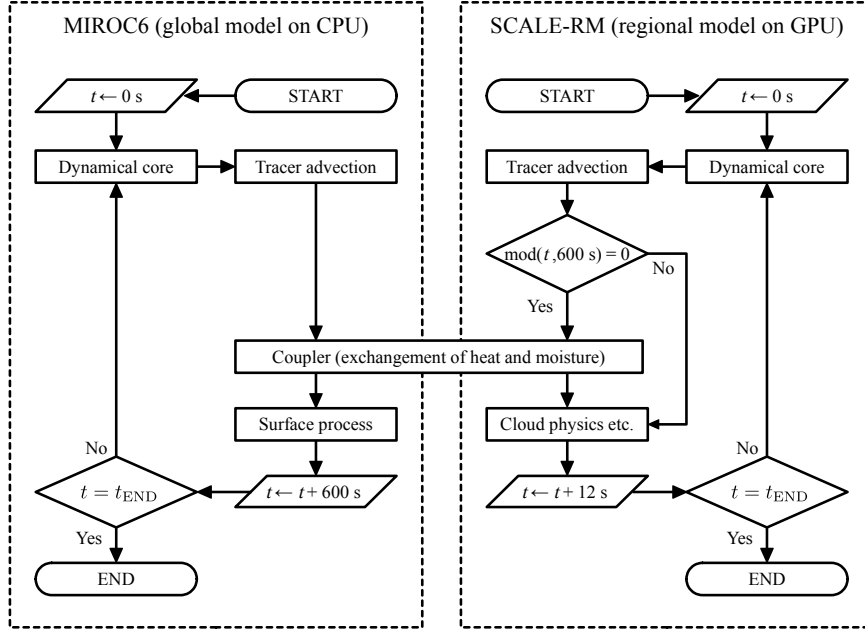 MIROC6 (global model on CPU)
t ← 0 s
START
Dynamical core
Tracer advection
Coupler (exchangement of heat and moisture)
Surface process
t ← t + 600 s
No
t = tEND
Yes
END
SCALE-RM (regional model on GPU)
START
t ← 0 s
Tracer advection
Dynamical core
mod(t ,600 s) = 0
No
Yes
Cloud physics etc.
t ← t + 12 s
No
t = tEND
Yes
END